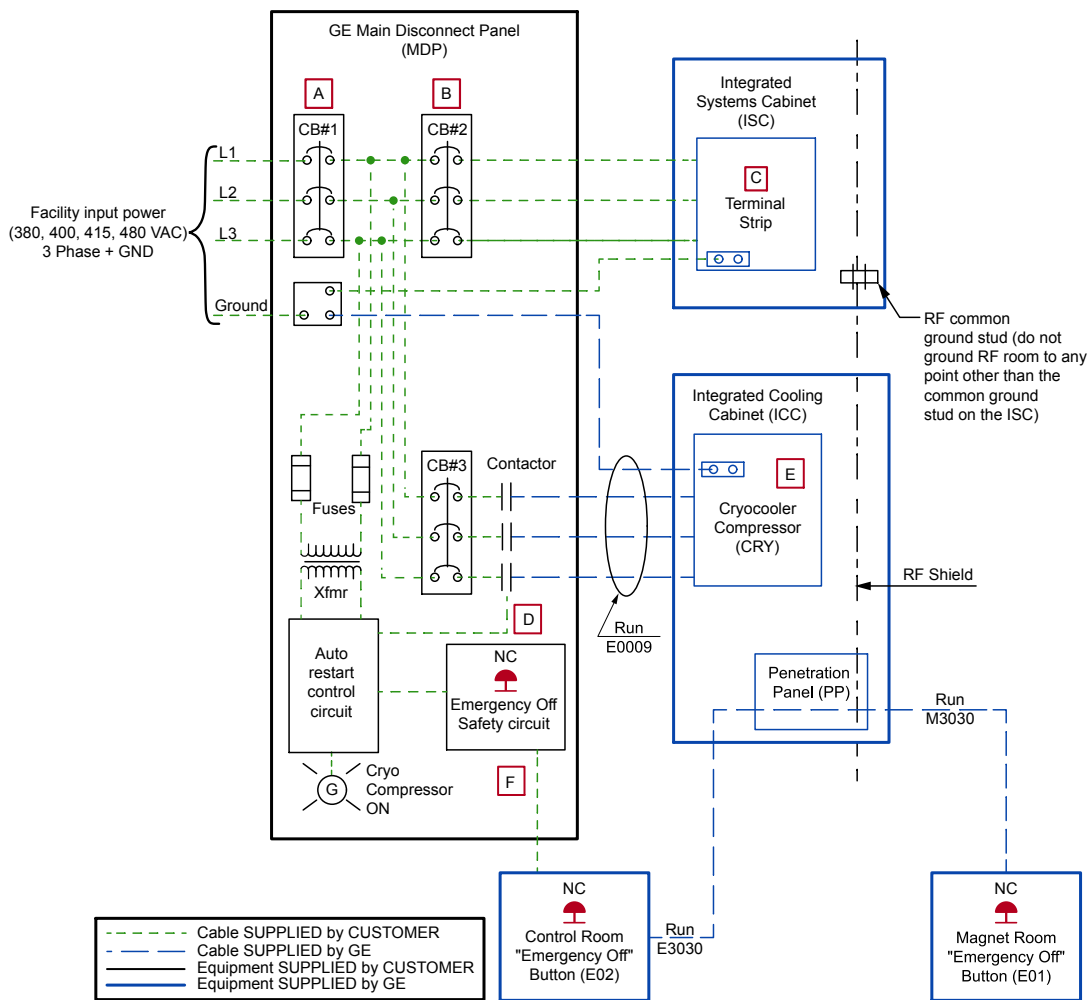 GE Main Disconnect Panel
(MDP)
A
B
CB#1
CB#2
L1
L2
L3
Facility input power
(380, 400, 415, 480 VAC)
3 Phase + GND
Ground
Integrated
Systems Cabinet
(ISC)
C
Terminal
Strip
RF common
ground stud (do not
ground RF room to any
point other than the
common ground
stud on the ISC)
Integrated Cooling
Cabinet (ICC)
E
Cryocooler
Compressor
(CRY)
CB#3
Contactor
Fuses
Xfmr
RF Shield
Run
E0009
D
Auto
restart
control
circuit
NC
Emergency Off
Safety circuit
Penetration
Panel (PP)
Run
M3030
F
G
Cryo
Compressor
ON
NC
Control Room
"Emergency Off"
Button (E02)
Run
E3030
NC
Magnet Room
"Emergency Off"
Button (E01)
Cable SUPPLIED by CUSTOMER
Cable SUPPLIED by GE
Equipment SUPPLIED by CUSTOMER
Equipment SUPPLIED by GE